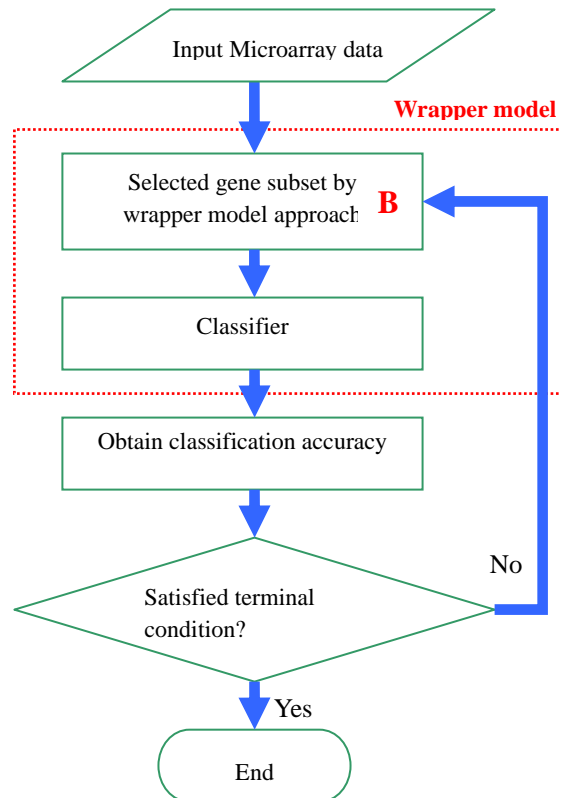 Input Microarray data
Wrapper model
Selected gene subset by
wrapper model approach
B
Classifier
Obtain classification accuracy
Satisfied terminal
condition?
No
Yes
End